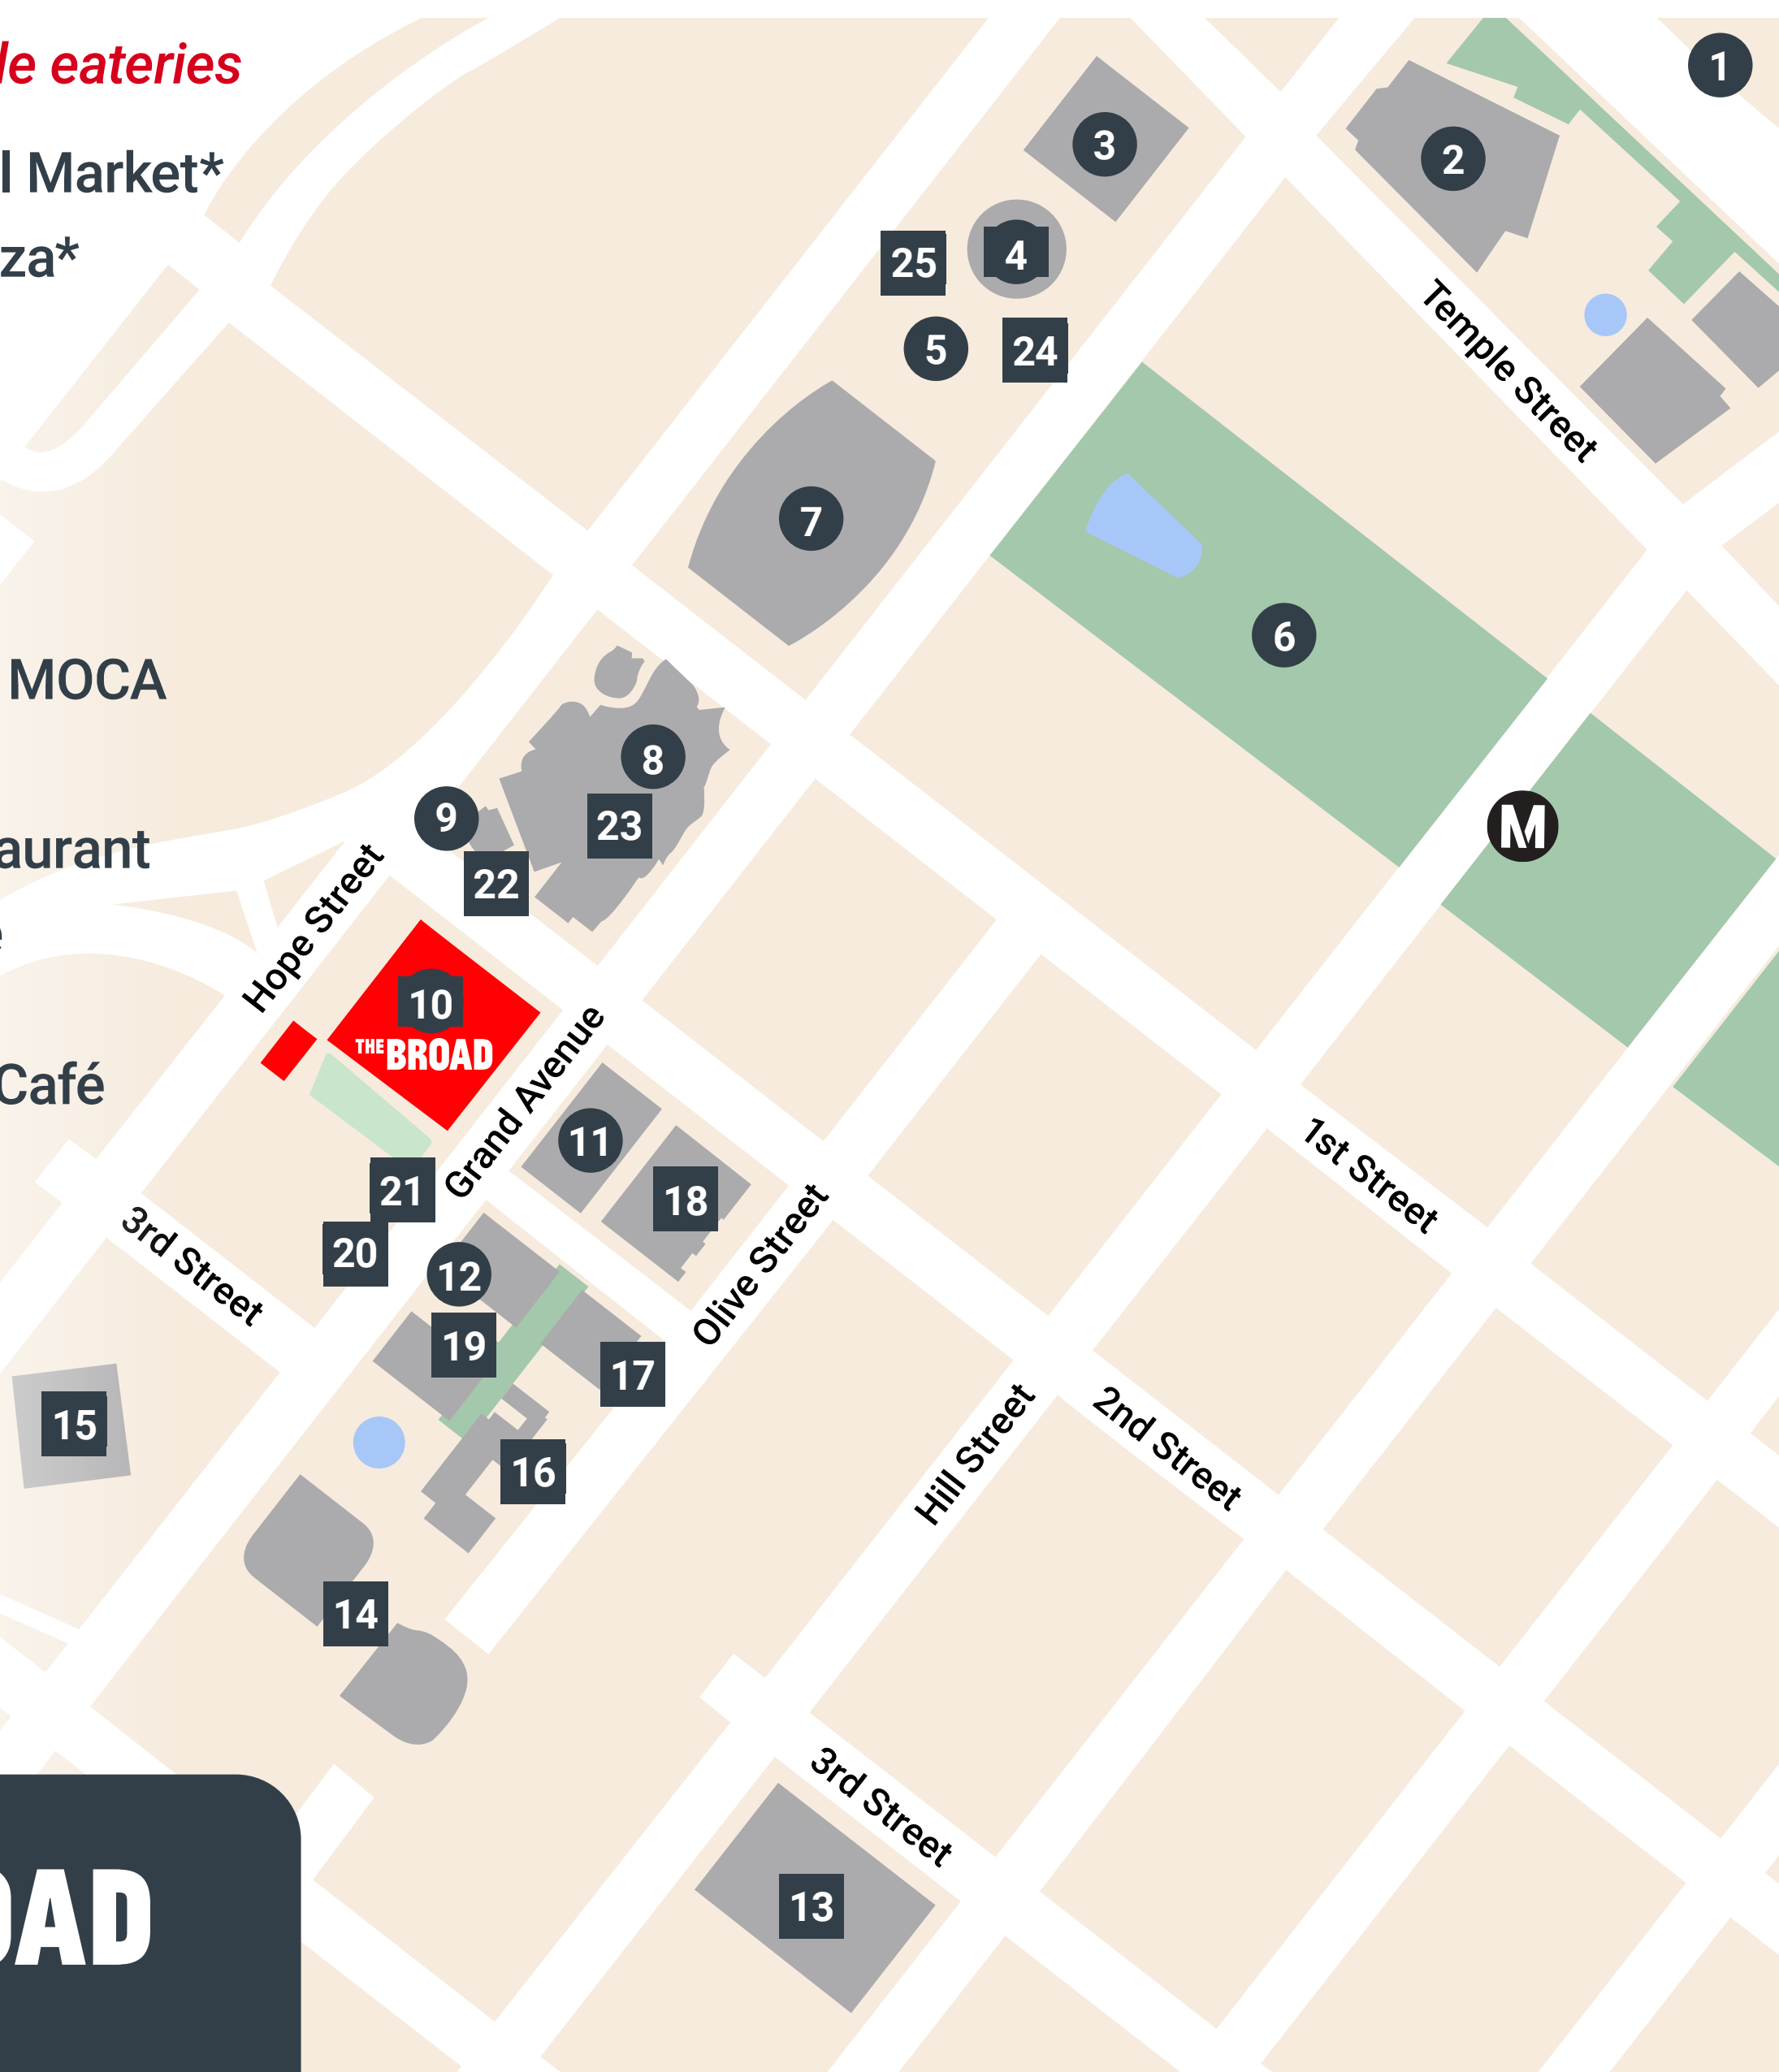 le eateries
l Market*
za*
MOCA
aurant
e
Café
1
2
3
4
25
5
24
Temple Street
7
6
8
9
23
M
22
Hope Street
10
THE BROAD
Grand Avenue
11
1st Street
21
18
3rd Street
20
12
Olive Street
19
17
15
2nd Street
Hill Street
16
14
3rd Street
13
OAD